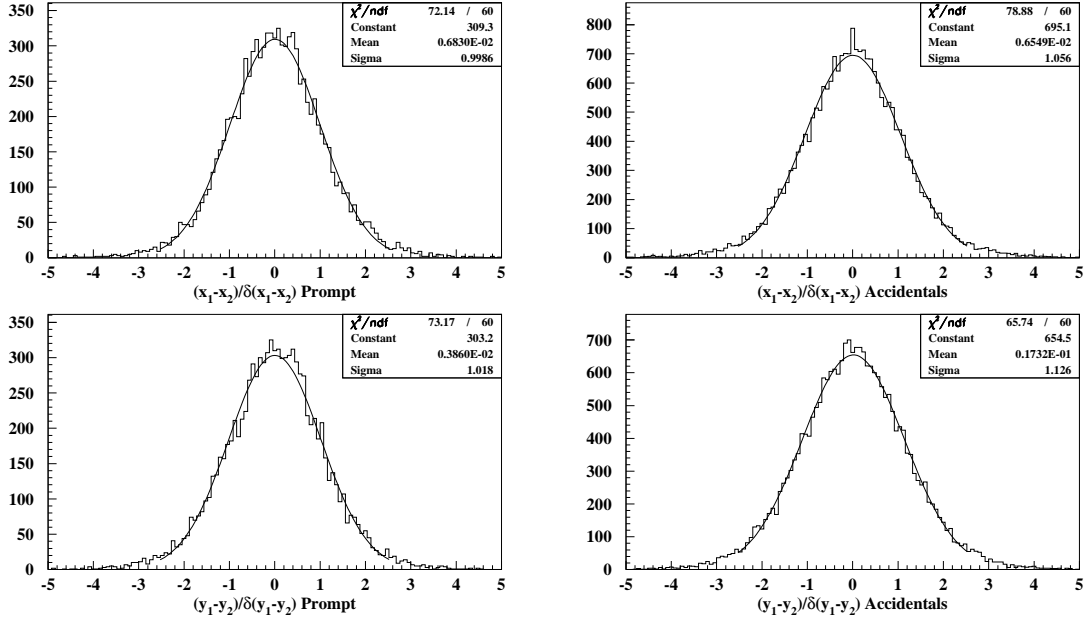 350
300
250
200
150
100
50
0
-5 -4 -3 -2 -1 0 1 2 3 4 5
χ²/ndf 72.14 / 60
Constant 309.3
Mean 0.6830E-02
Sigma 0.9986
(x₁-x₂)/δ(x₁-x₂) Prompt
800
700
600
500
400
300
200
100
0
-5 -4 -3 -2 -1 0 1 2 3 4 5
χ²/ndf 78.88 / 60
Constant 695.1
Mean 0.6549E-02
Sigma 1.056
(x₁-x₂)/δ(x₁-x₂) Accidentals
350
300
250
200
150
100
50
0
-5 -4 -3 -2 -1 0 1 2 3 4 5
χ²/ndf 73.17 / 60
Constant 303.2
Mean 0.3860E-02
Sigma 1.018
(y₁-y₂)/δ(y₁-y₂) Prompt
700
600
500
400
300
200
100
0
-5 -4 -3 -2 -1 0 1 2 3 4 5
χ²/ndf 65.74 / 60
Constant 654.5
Mean 0.1732E-01
Sigma 1.126
(y₁-y₂)/δ(y₁-y₂) Accidentals